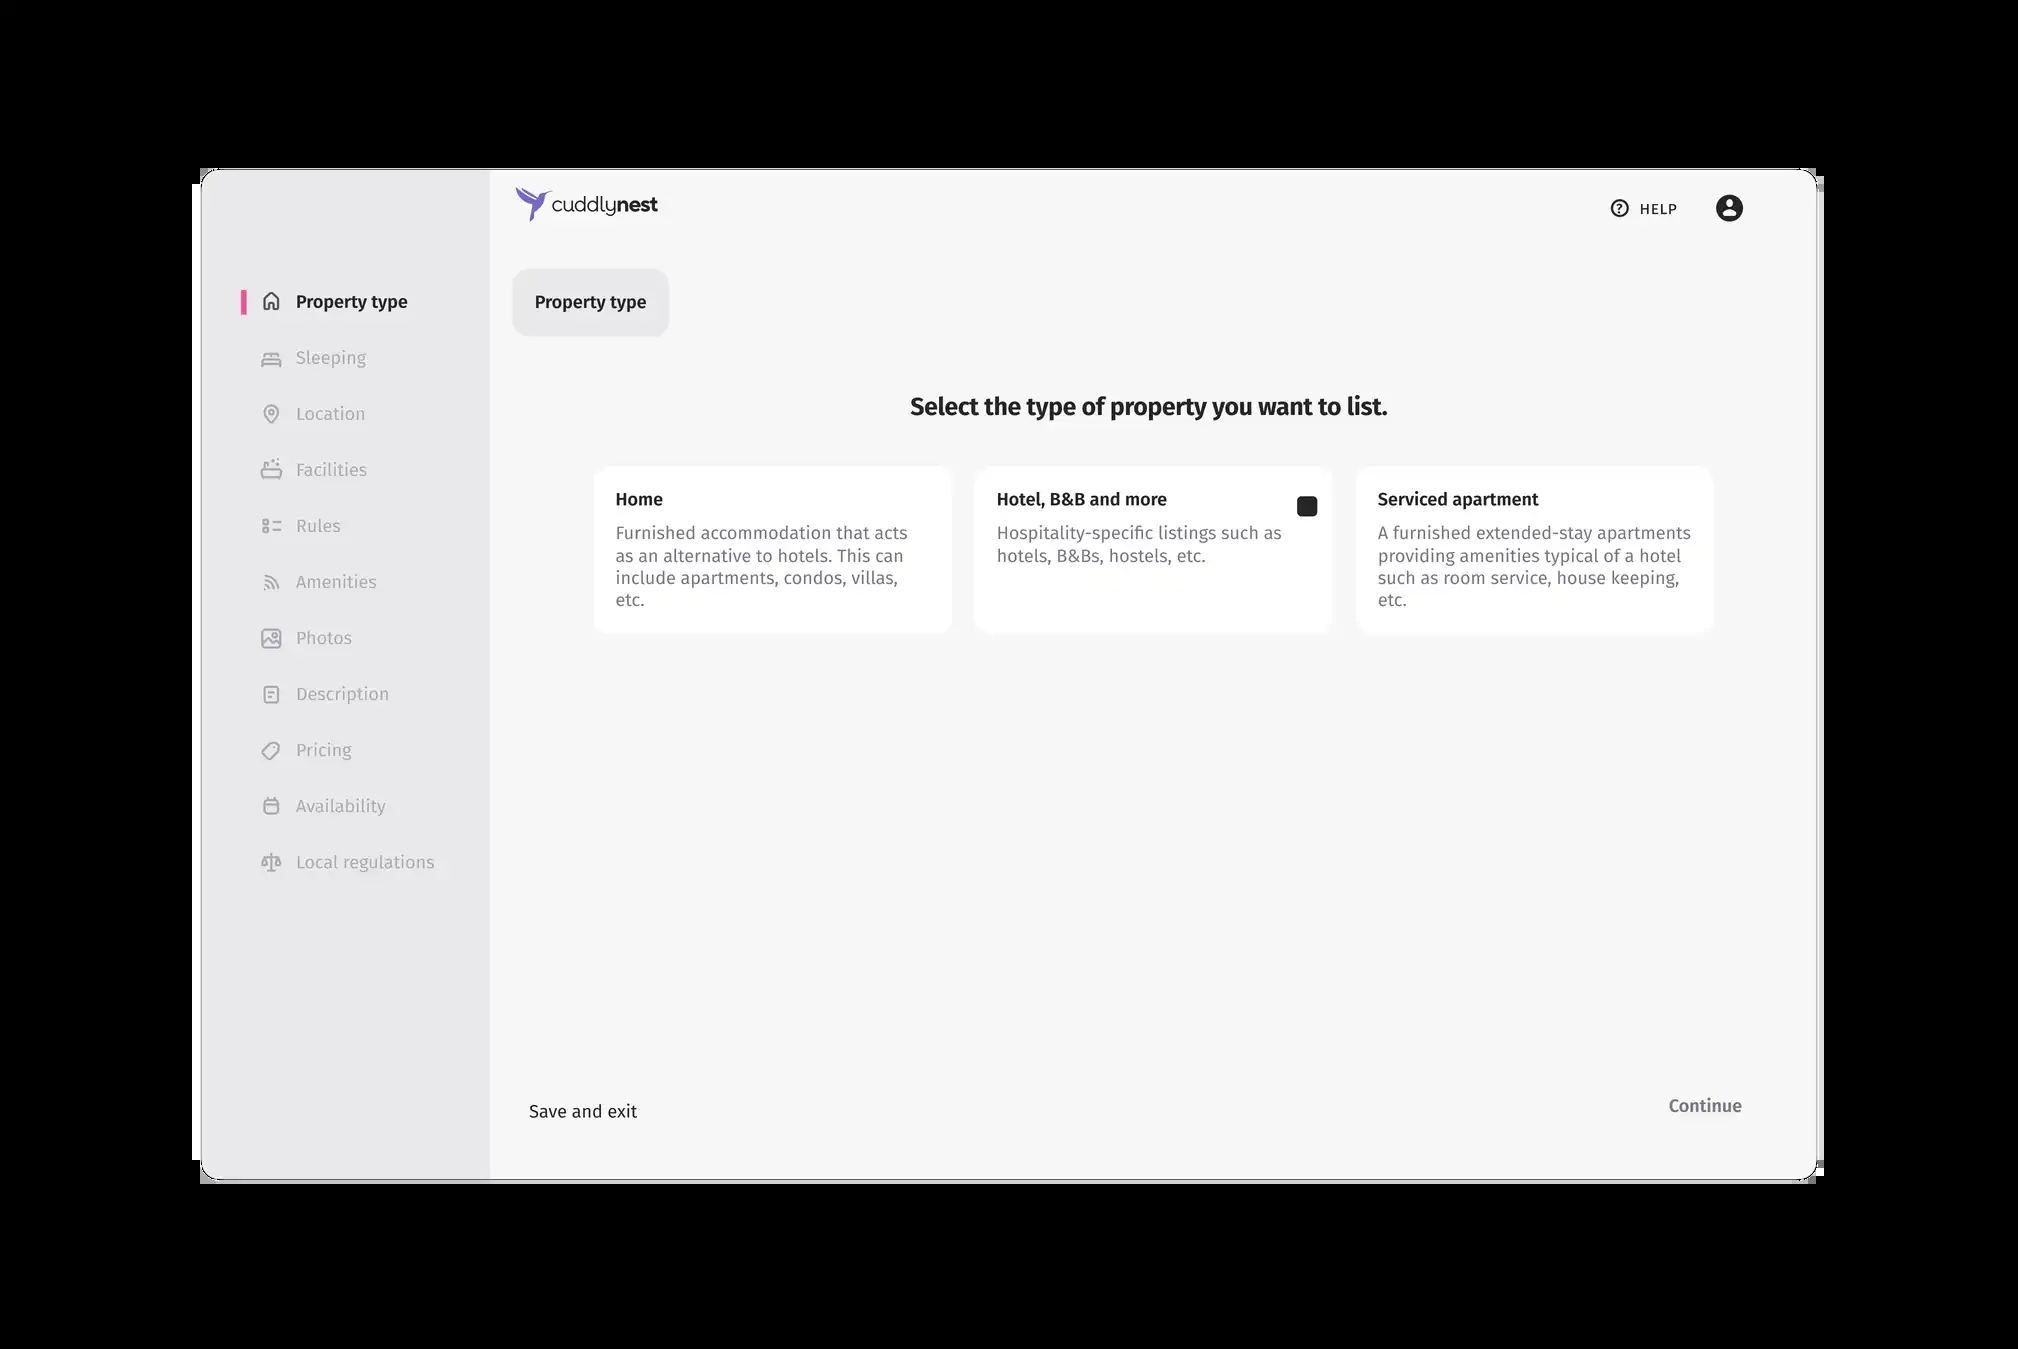 cuddlynest
HELP
Property type
Sleeping
Location
Facilities
Rules
Amenities
Photos
Description
Pricing
Availability
Local regulations
Property type
Select the type of property you want to list.
Home
Furnished accommodation that acts
as an alternative to hotels. This can
include apartments, condos, villas,
etc.
Hotel, B&B and more
Hospitality-specific listings such as
hotels, B&Bs, hostels, etc.
Serviced apartment
A furnished extended-stay apartments
providing amenities typical of a hotel
such as room service, house keeping,
etc.
Save and exit
Continue